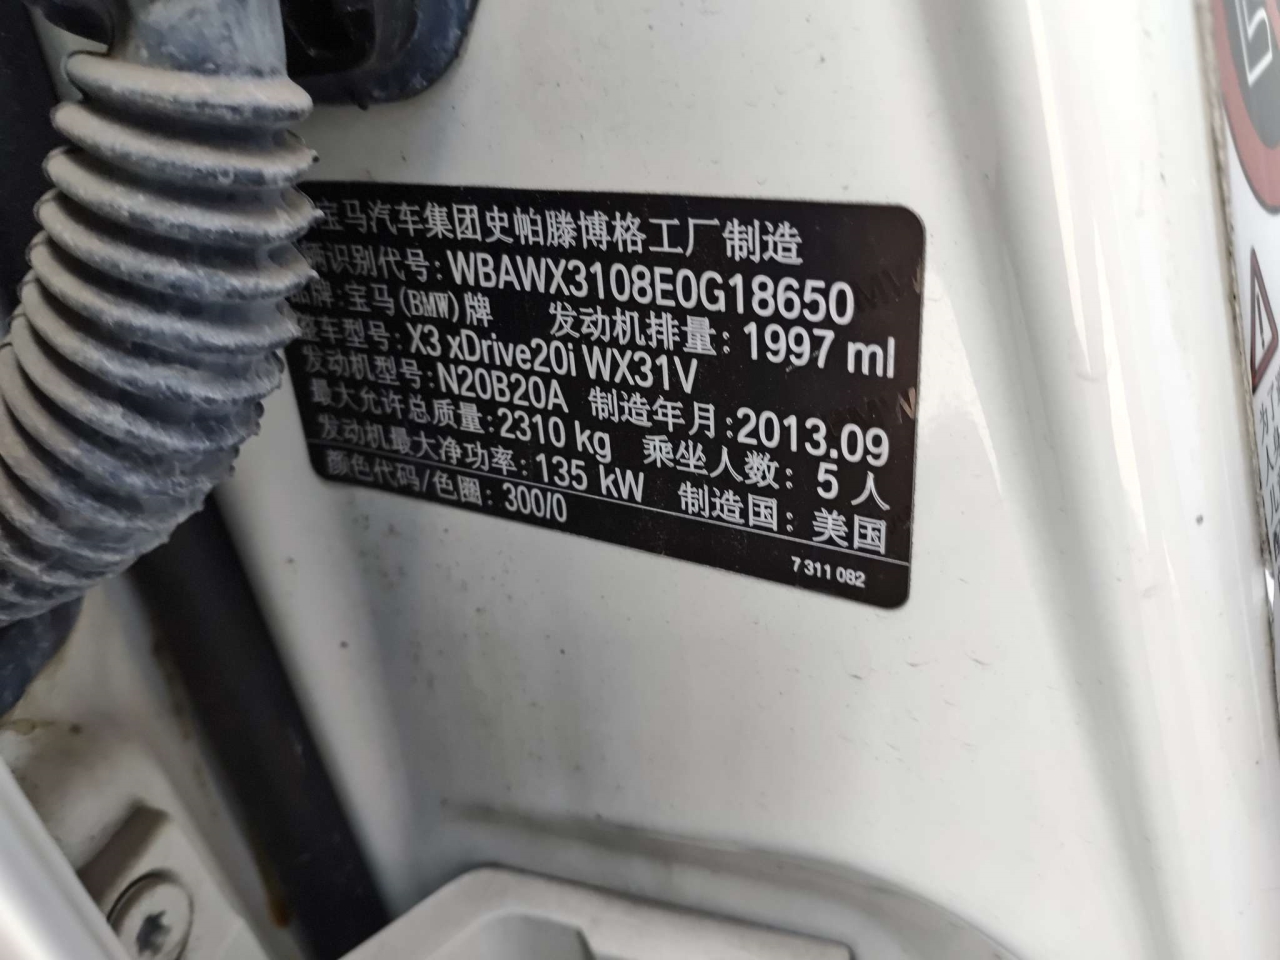 宝马汽车集团史帕滕博格工厂制造
辆识别代号: WBAWX3108E0G18650
品牌: 宝马(BMW)牌 发动机排量: 1997 ml
整车型号: X3 xDrive20i WX31V
发动机型号: N20B20A 制造年月: 2013.09
最大允许总质量: 2310 kg 乘坐人数: 5 人
发动机最大净功率: 135 kW 制造国: 美国
颜色代码/色圈: 300/0
7 311 082